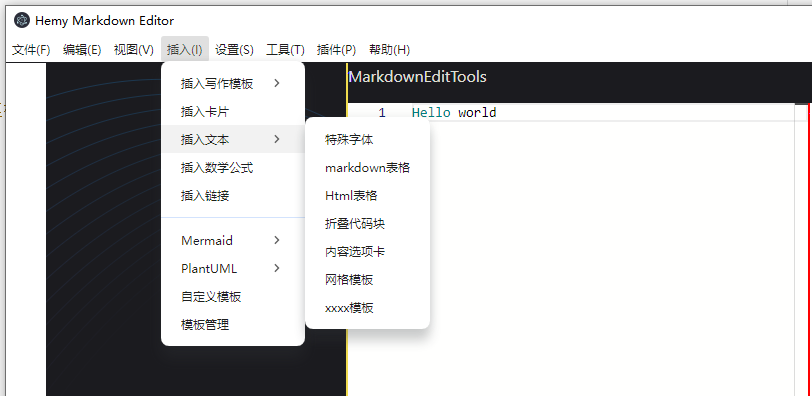 Hemy Markdown Editor
文件(F) 编辑(E) 视图(V) 插入(I) 设置(S) 工具(T) 插件(P) 帮助(H)
插入写作模板
插入卡片
插入文本
插入数学公式
插入链接
Mermaid
PlantUML
自定义模板
模板管理
特殊字体
markdown表格
Html表格
折叠代码块
内容选项卡
网格模板
xxxx模板
MarkdownEditTools
1 Hello world